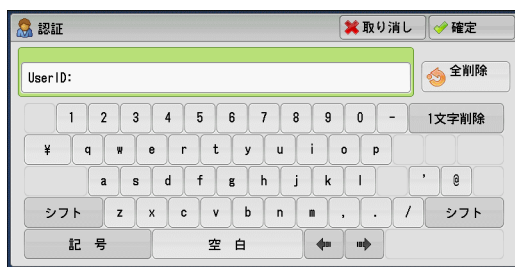 認証 取り消し 確定
UserID: 全削除
1 2 3 4 5 6 7 8 9 0 - 1文字削除
¥ q w e r t y u i o p
a s d f g h j k l ' @
シフト z x c v b n m , . / シフト
記 号 空 白